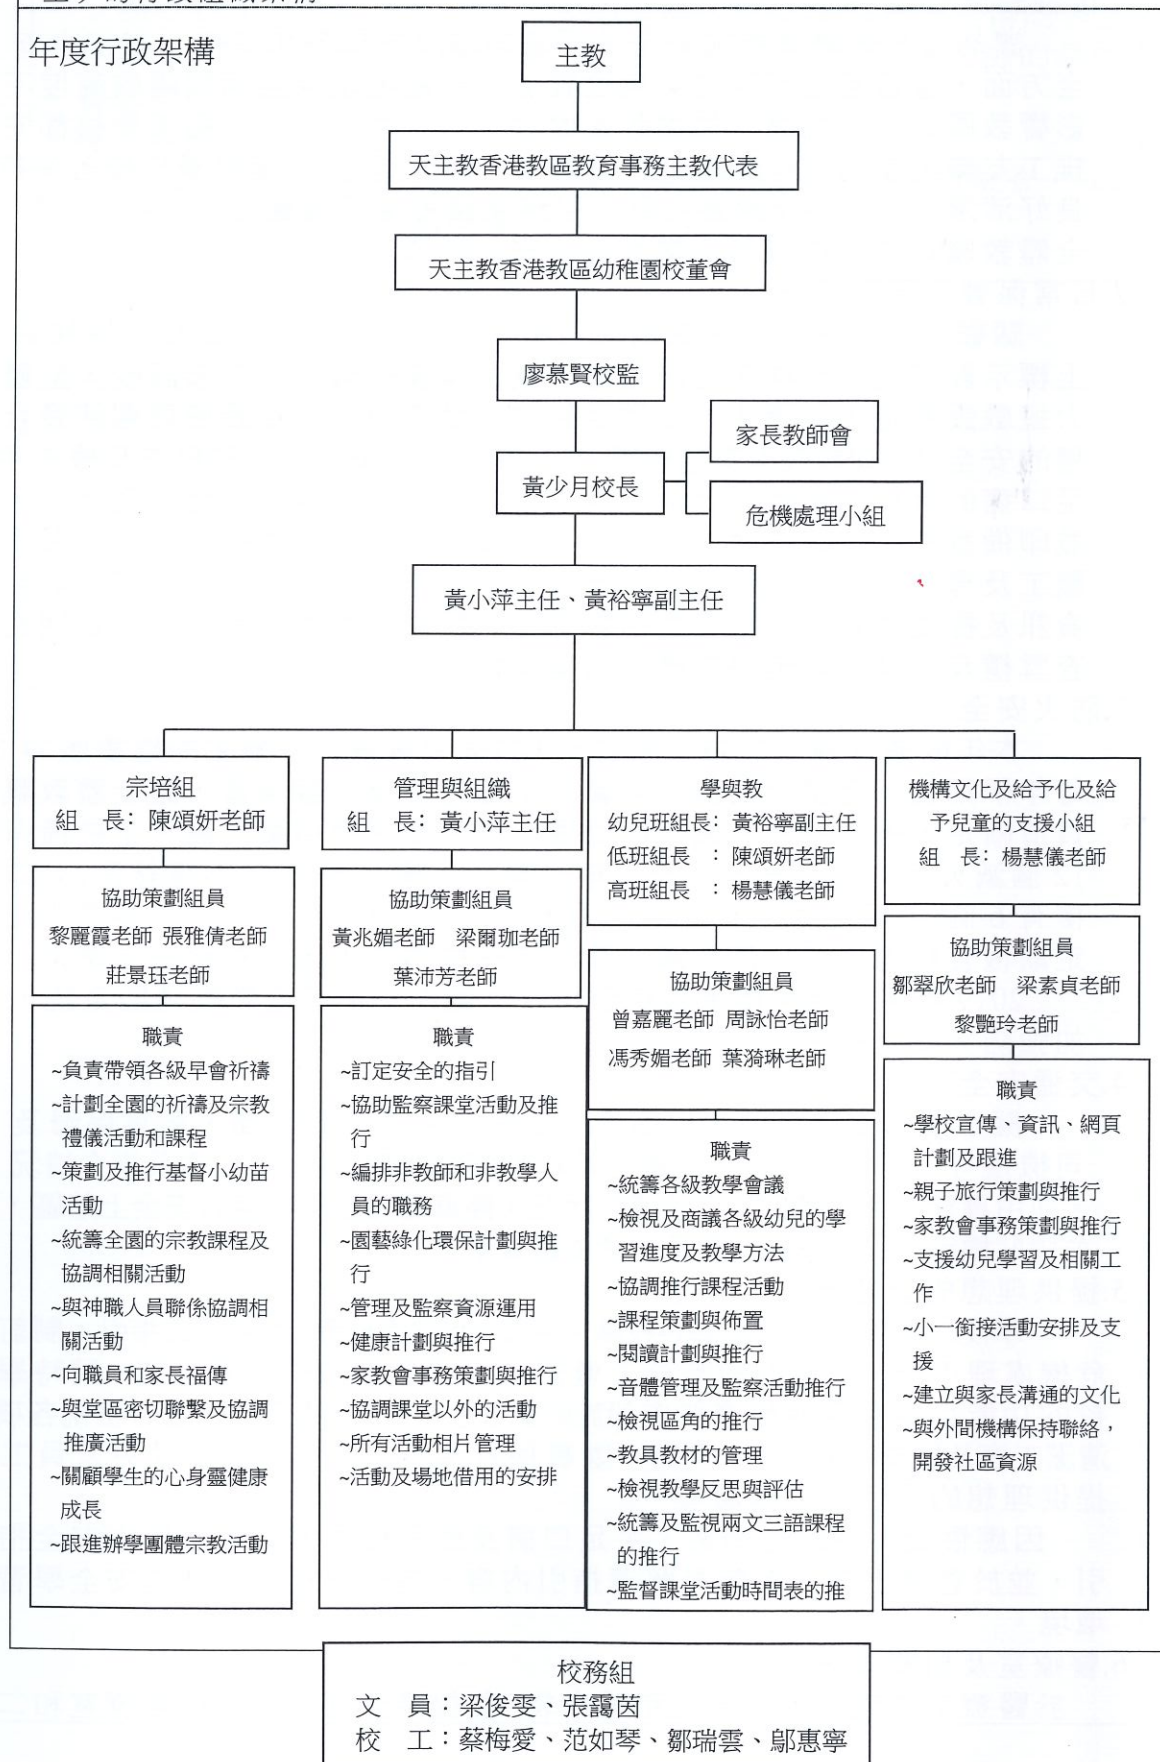 年度行政架構
主教
天主教香港教區教育事務主教代表
天主教香港教區幼稚園校董會
廖慕賢校監
家長教師會
黃少月校長
危機處理小組
黃小萍主任、黃裕寧副主任
宗培組
組　長：陳頌妍老師
協助策劃組員
黎麗霞老師 張雅倩老師
莊景珏老師
職責
~負責帶領各級早會祈禱
~計劃全園的祈禱及宗教
禮儀活動和課程
~策劃及推行基督小幼苗
活動
~統籌全園的宗教課程及
協調相關活動
~與神職人員聯係協調相
關活動
~向職員和家長福傳
~與堂區密切聯繫及協調
推廣活動
~關顧學生的心身靈健康
成長
~跟進辦學團體宗教活動
管理與組織
組　長：黃小萍主任
協助策劃組員
黃兆媚老師　梁爾珈老師
葉沛芳老師
職責
~訂定安全的指引
~協助監察課堂活動及推
行
~編排非教師和非教學人
員的職務
~園藝綠化環保計劃與推
行
~管理及監察資源運用
~健康計劃與推行
~家教會事務策劃與推行
~協調課堂以外的活動
~所有活動相片管理
~活動及場地借用的安排
學與教
幼兒班組長：黃裕寧副主任
低班組長　：陳頌妍老師
高班組長　：楊慧儀老師
協助策劃組員
曾嘉麗老師 周詠怡老師
馮秀媚老師 葉漪琳老師
職責
~統籌各級教學會議
~檢視及商議各級幼兒的學
習進度及教學方法
~協調推行課程活動
~課程策劃與佈置
~閱讀計劃與推行
~音體管理及監察活動推行
~檢視區角的推行
~教具教材的管理
~檢視教學反思與評估
~統籌及監視兩文三語課程
的推行
~監督課堂活動時間表的推
機構文化及給予化及給
予兒童的支援小組
組　長：楊慧儀老師
協助策劃組員
鄒翠欣老師　梁素貞老師
黎艷玲老師
職責
~學校宣傳、資訊、網頁
計劃及跟進
~親子旅行策劃與推行
~家教會事務策劃與推行
~支援幼兒學習及相關工
作
~小一銜接活動安排及支
援
~建立與家長溝通的文化
~與外間機構保持聯絡，
開發社區資源
校務組
文　員：梁俊雯、張靄茵
校　工：蔡梅愛、范如琴、鄒瑞雲、鄔惠寧